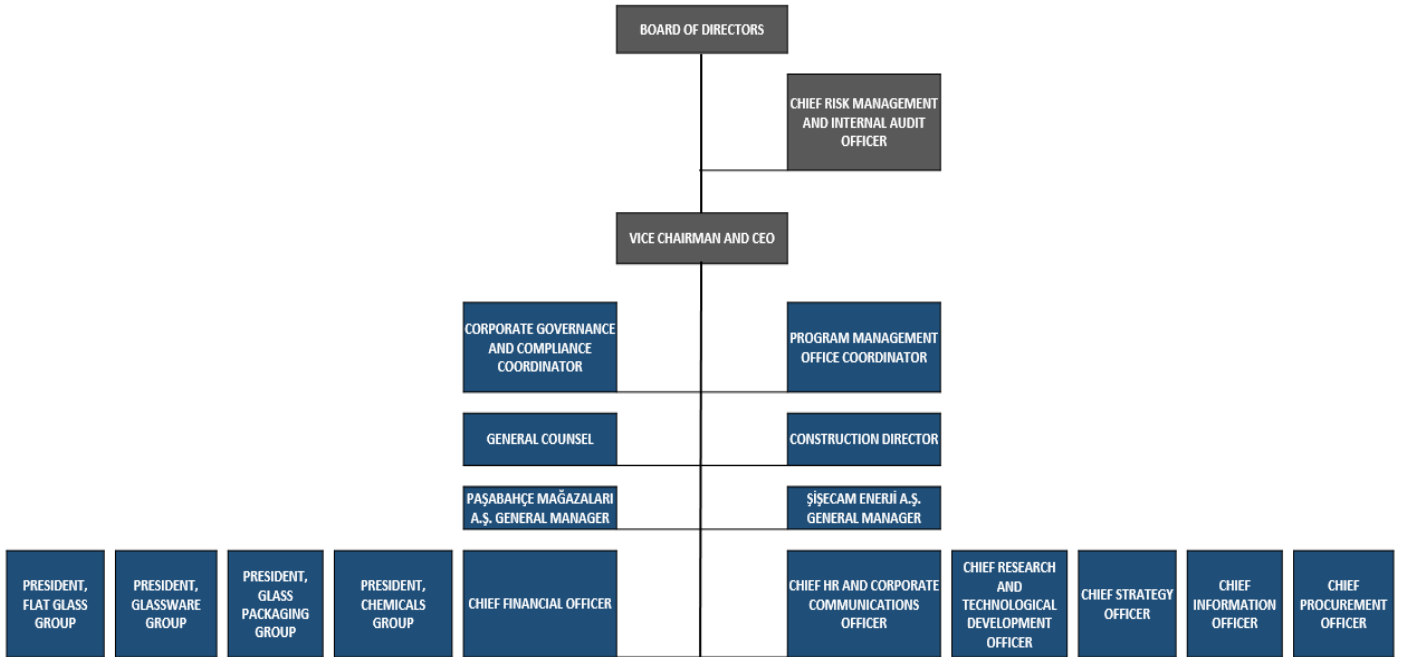 BOARD OF DIRECTORS
CHIEF RISK MANAGEMENT
AND INTERNAL AUDIT
OFFICER
VICE CHAIRMAN AND CEO
CORPORATE GOVERNANCE
AND COMPLIANCE
COORDINATOR
PROGRAM MANAGEMENT
OFFICE COORDINATOR
GENERAL COUNSEL
CONSTRUCTION DIRECTOR
PAŞABAHÇE MAĞAZALARI
A.Ş. GENERAL MANAGER
ŞİŞECAM ENERJİ A.Ş.
GENERAL MANAGER
PRESIDENT,
FLAT GLASS
GROUP
PRESIDENT,
GLASSWARE
GROUP
PRESIDENT,
GLASS
PACKAGING
GROUP
PRESIDENT,
CHEMICALS
GROUP
CHIEF FINANCIAL OFFICER
CHIEF HR AND CORPORATE
COMMUNICATIONS
OFFICER
CHIEF RESEARCH
AND
TECHNOLOGICAL
DEVELOPMENT
OFFICER
CHIEF STRATEGY
OFFICER
CHIEF
INFORMATION
OFFICER
CHIEF
PROCUREMENT
OFFICER